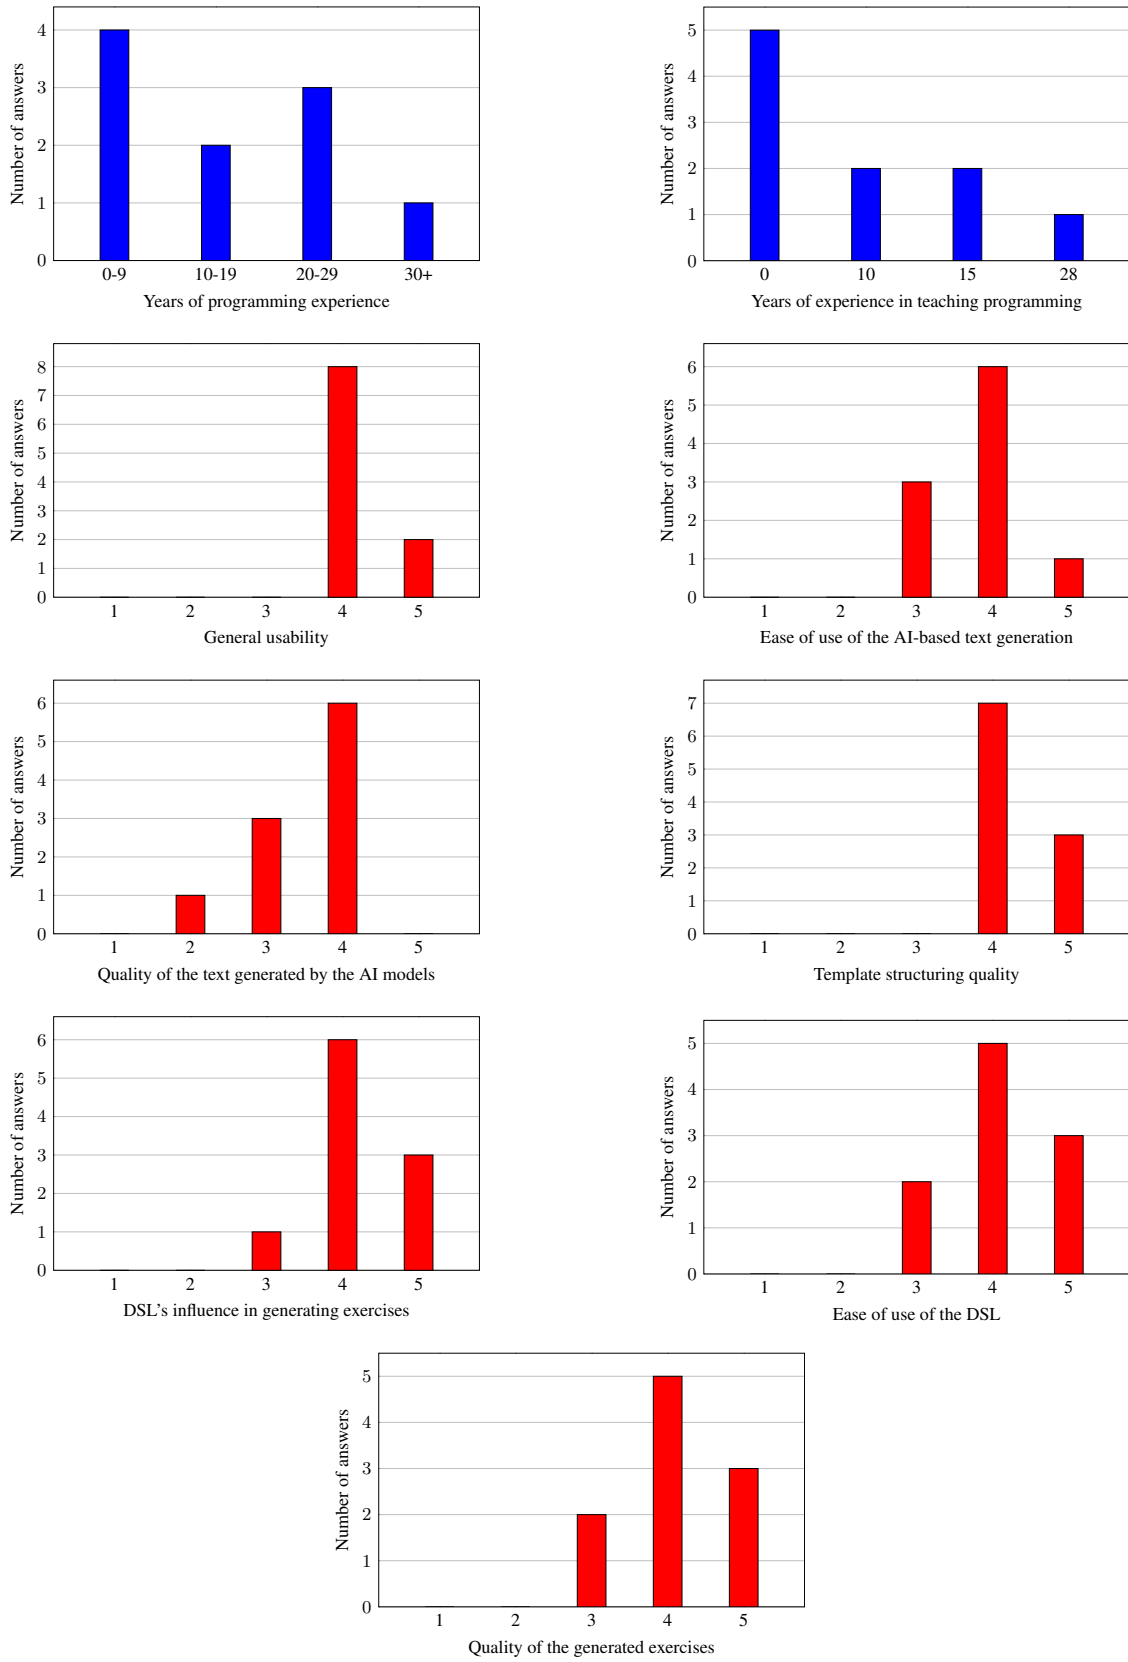 Number of answers
4
3
2
1
0
0-9 10-19 20-29 30+
Years of programming experience
Number of answers
5
4
3
2
1
0
0 10 15 28
Years of experience in teaching programming
Number of answers
8
7
6
5
4
3
2
1
0
1 2 3 4 5
General usability
Number of answers
6
5
4
3
2
1
0
1 2 3 4 5
Ease of use of the AI-based text generation
Number of answers
6
5
4
3
2
1
0
1 2 3 4 5
Quality of the text generated by the AI models
Number of answers
7
6
5
4
3
2
1
0
1 2 3 4 5
Template structuring quality
Number of answers
6
5
4
3
2
1
0
1 2 3 4 5
DSL's influence in generating exercises
Number of answers
5
4
3
2
1
0
1 2 3 4 5
Ease of use of the DSL
Number of answers
5
4
3
2
1
0
1 2 3 4 5
Quality of the generated exercises